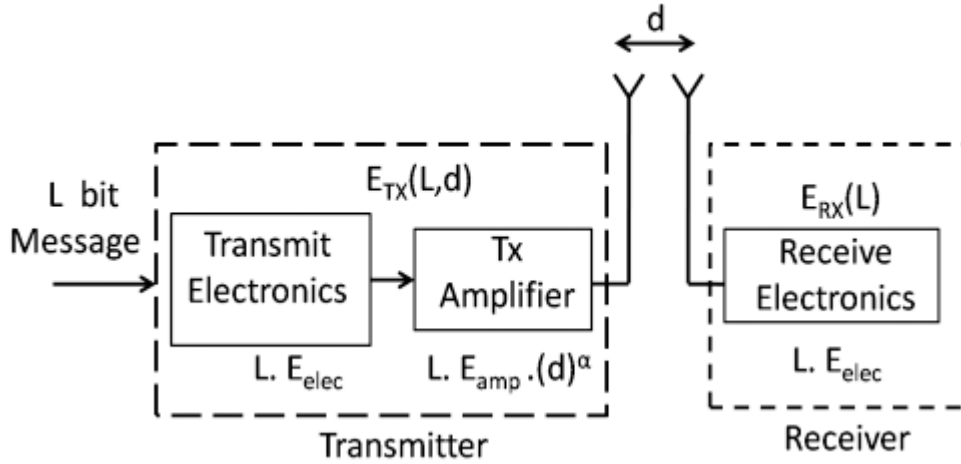 d
L bit
Message
E_TX(L,d)
Transmit
Electronics
Tx
Amplifier
L. E_elec
L. E_amp .(d)^α
Transmitter
E_RX(L)
Receive
Electronics
L. E_elec
Receiver